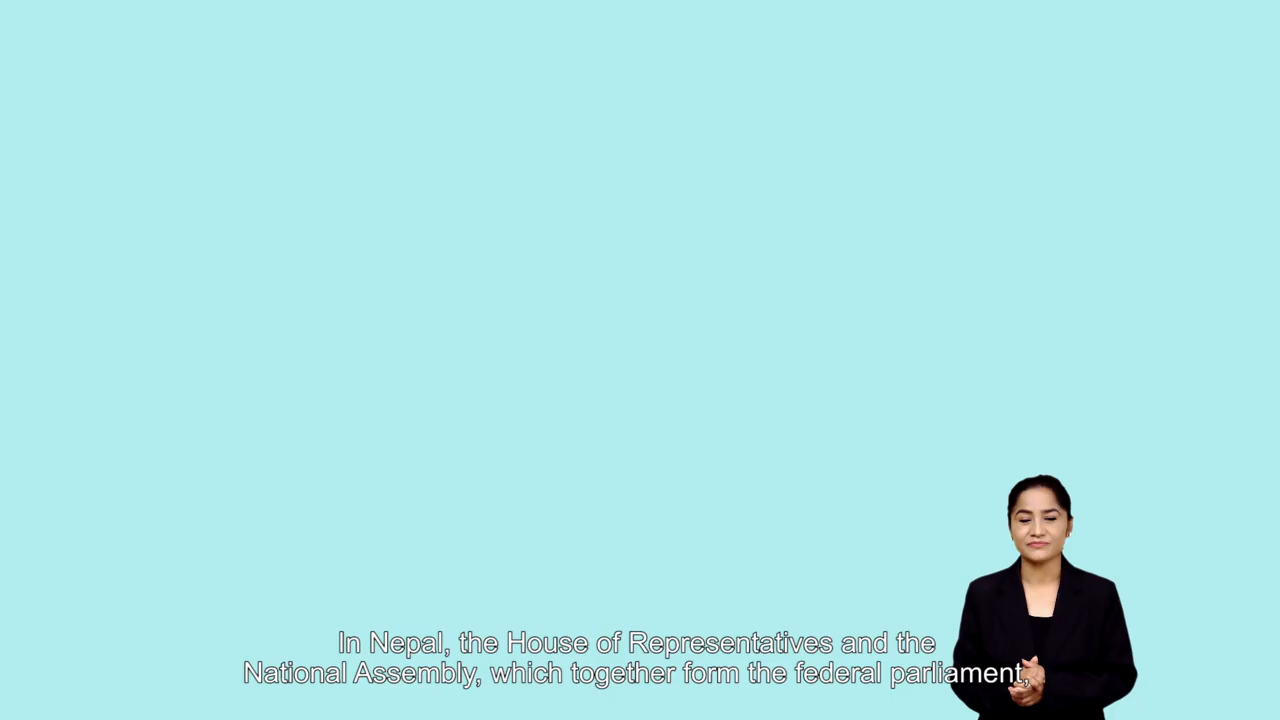 In Nepal, the House of Representatives and the
National Assembly, which together form the federal parliament,